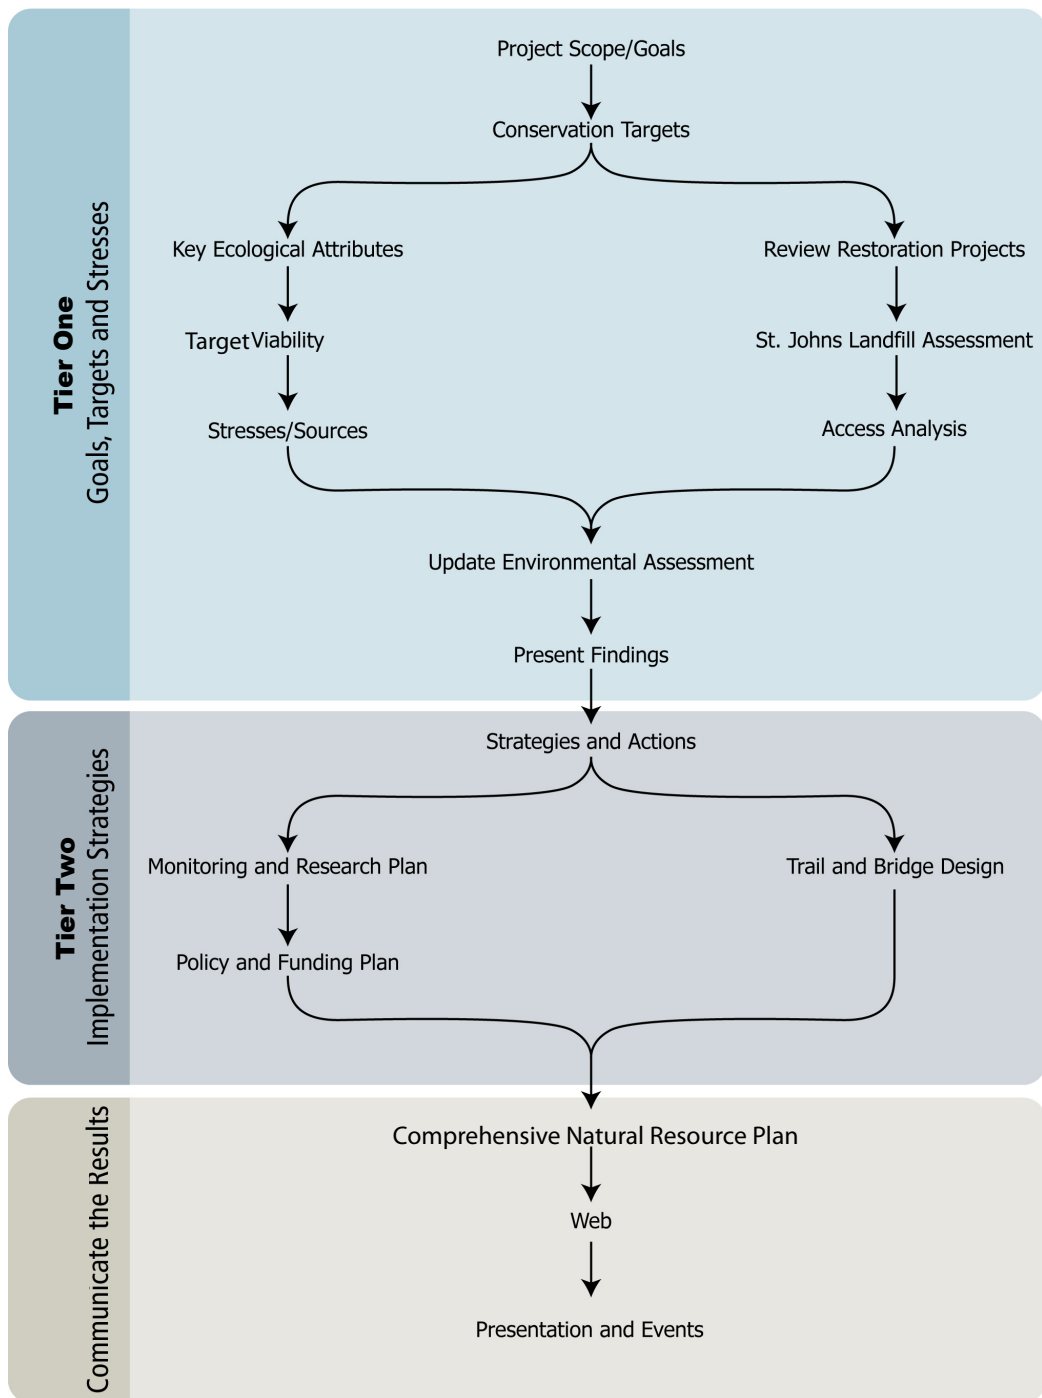 Tier One
Goals, Targets and Stresses
Project Scope/Goals
Conservation Targets
Key Ecological Attributes
Review Restoration Projects
Target Viability
St. Johns Landfill Assessment
Stresses/Sources
Access Analysis
Update Environmental Assessment
Present Findings
Tier Two
Implementation Strategies
Strategies and Actions
Monitoring and Research Plan
Trail and Bridge Design
Policy and Funding Plan
Communicate the Results
Comprehensive Natural Resource Plan
Web
Presentation and Events